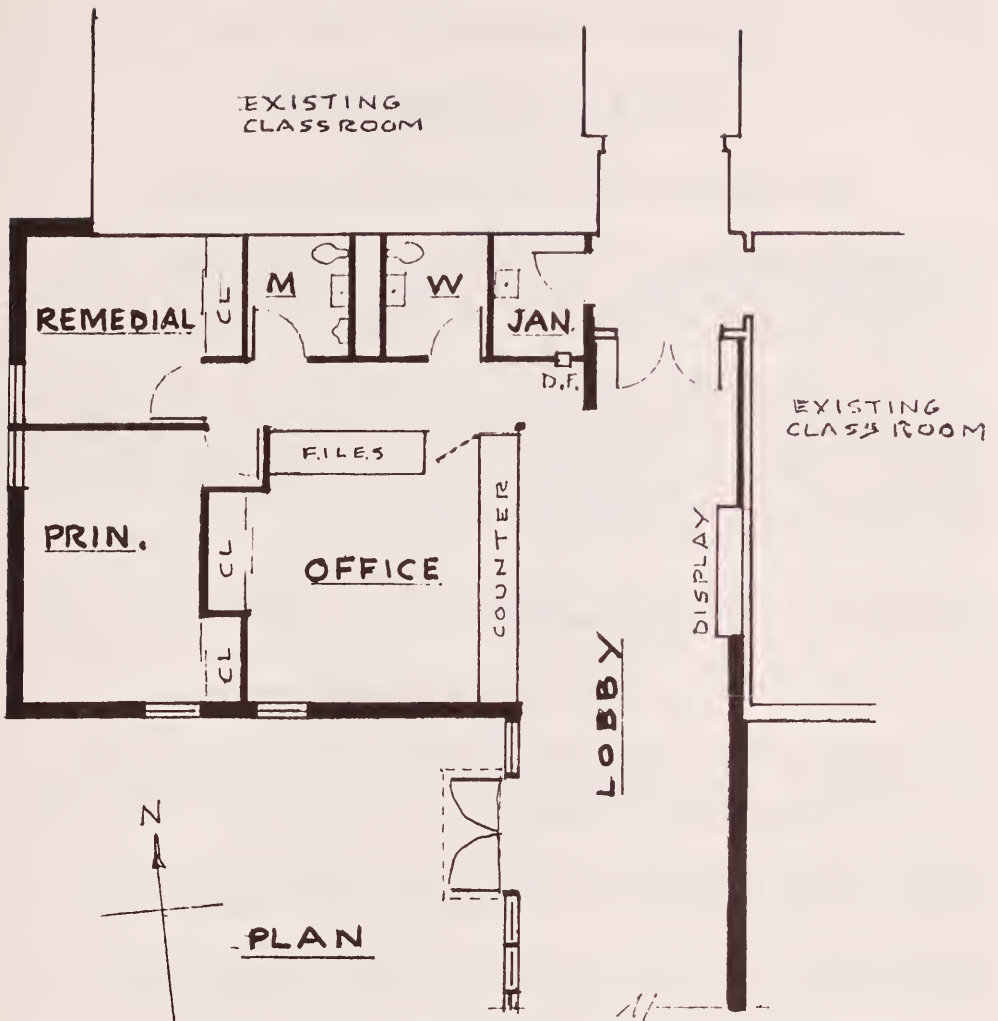 EXISTING
CLASSROOM
REMEDIAL
CL
M
W
JAN.
D.F.
EXISTING
CLASSROOM
FILES
PRIN.
CL
OFFICE
COUNTER
DISPLAY
CL
LOBBY
N
PLAN